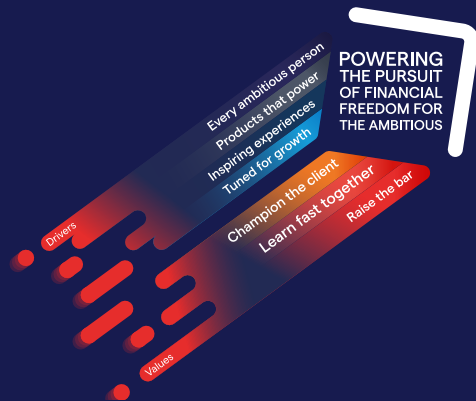 POWERING
THE PURSUIT
OF FINANCIAL
FREEDOM FOR
THE AMBITIOUS
Every ambitious person
Products that power
Inspiring experiences
Tuned for growth
Drivers
Champion the client
Learn fast together
Raise the bar
Values